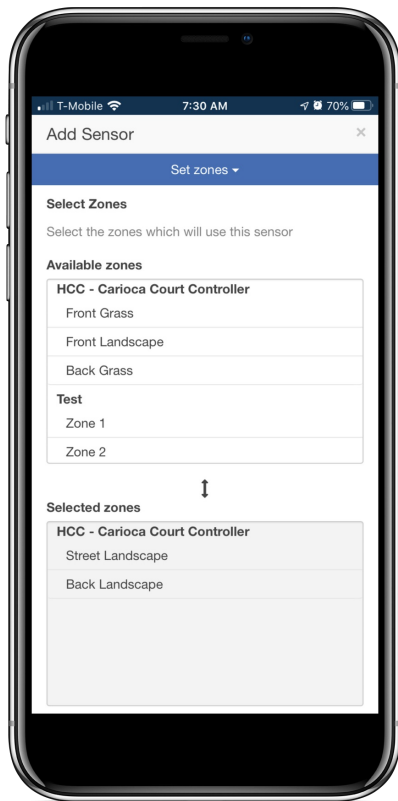 T-Mobile 7:30 AM 70%
Add Sensor ×
Set zones
Select Zones
Select the zones which will use this sensor
Available zones
HCC - Carioca Court Controller
Front Grass
Front Landscape
Back Grass
Test
Zone 1
Zone 2
Selected zones
HCC - Carioca Court Controller
Street Landscape
Back Landscape